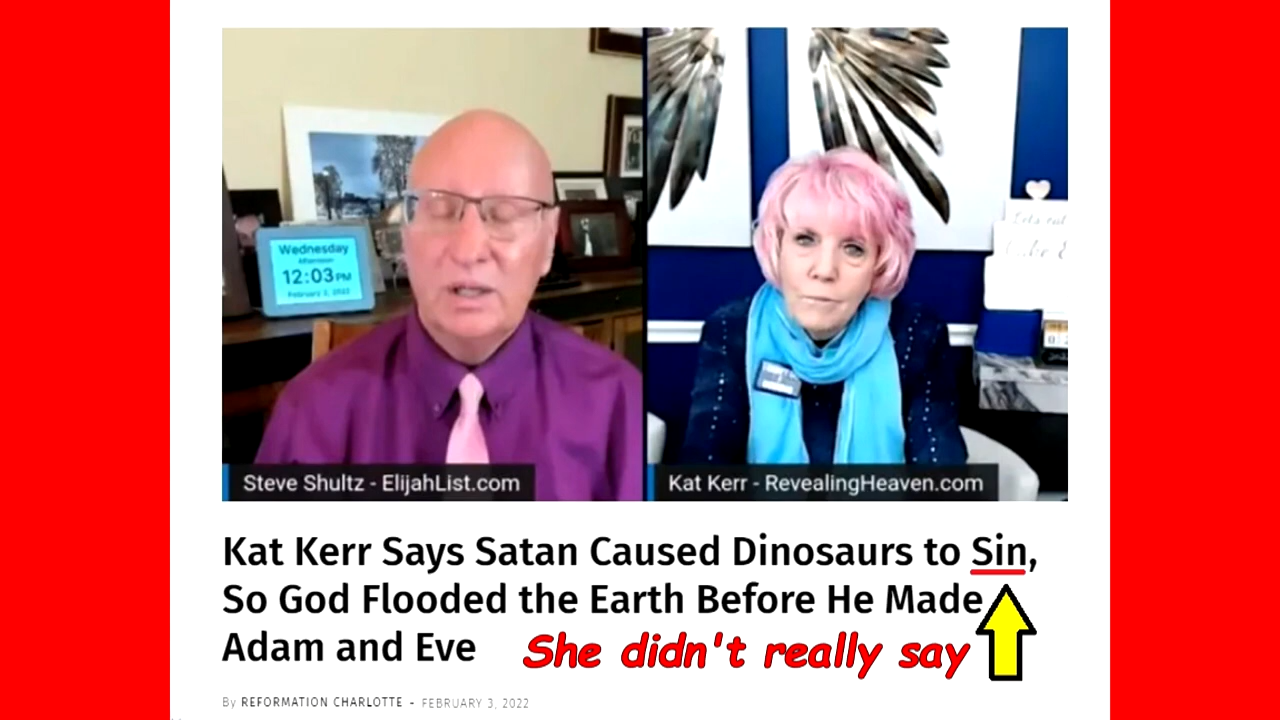 Wednesday
Afternoon
12:03 PM
February 2, 2022
Steve Shultz - ElijahList.com
Kat Kerr - RevealingHeaven.com
Kat Kerr Says Satan Caused Dinosaurs to Sin,
So God Flooded the Earth Before He Made
Adam and Eve
She didn't really say
By REFORMATION CHARLOTTE - FEBRUARY 3, 2022